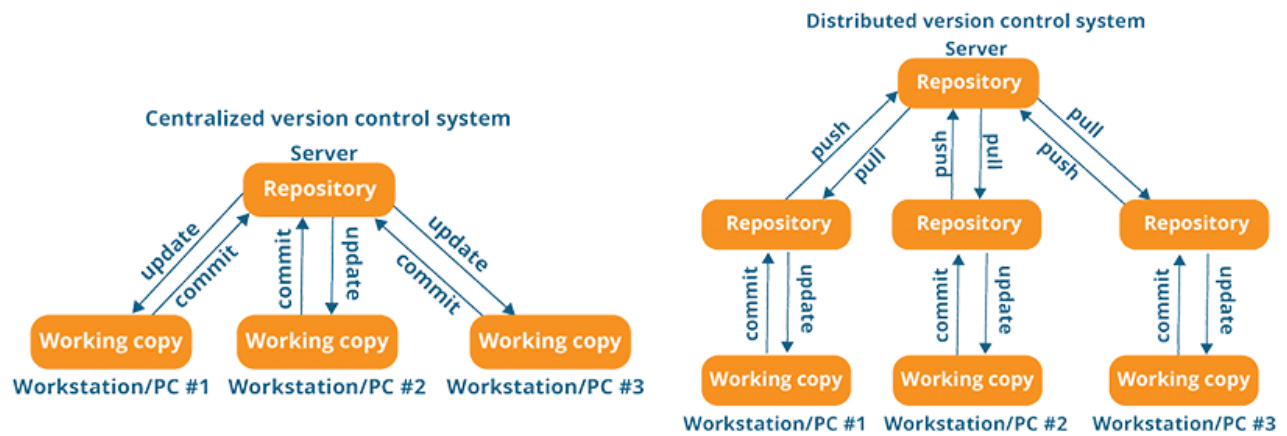 Centralized version control system
Server
Repository
update
commit
commit
update
update
commit
Working copy
Working copy
Working copy
Workstation/PC #1
Workstation/PC #2
Workstation/PC #3
Distributed version control system
Server
Repository
push
pull
push
pull
pull
push
Repository
Repository
Repository
commit
update
commit
update
commit
update
Working copy
Working copy
Working copy
Workstation/PC #1
Workstation/PC #2
Workstation/PC #3